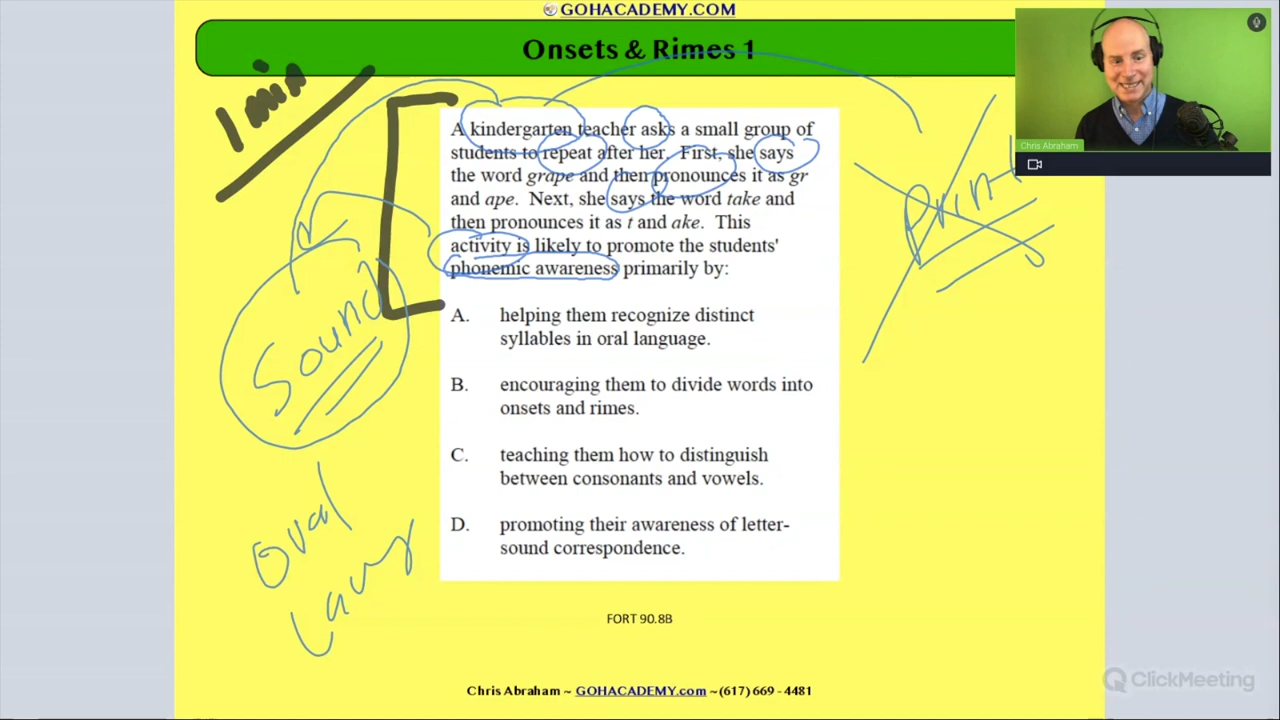 GOHACADEMY.COM
Onsets & Rimes 1
1 min
A kindergarten teacher asks a small group of
students to repeat after her. First, she says
the word grape and then pronounces it as gr
and ape. Next, she says the word take and
then pronounces it as t and ake. This
activity is likely to promote the students'
phonemic awareness primarily by:
A. helping them recognize distinct
syllables in oral language.
B. encouraging them to divide words into
onsets and rimes.
C. teaching them how to distinguish
between consonants and vowels.
D. promoting their awareness of letter-
sound correspondence.
Sound
Oral
Lang
Print
Chris Abraham
FORT 90.8B
Chris Abraham ~ GOHACADEMY.com ~(617) 669 - 4481
ClickMeeting